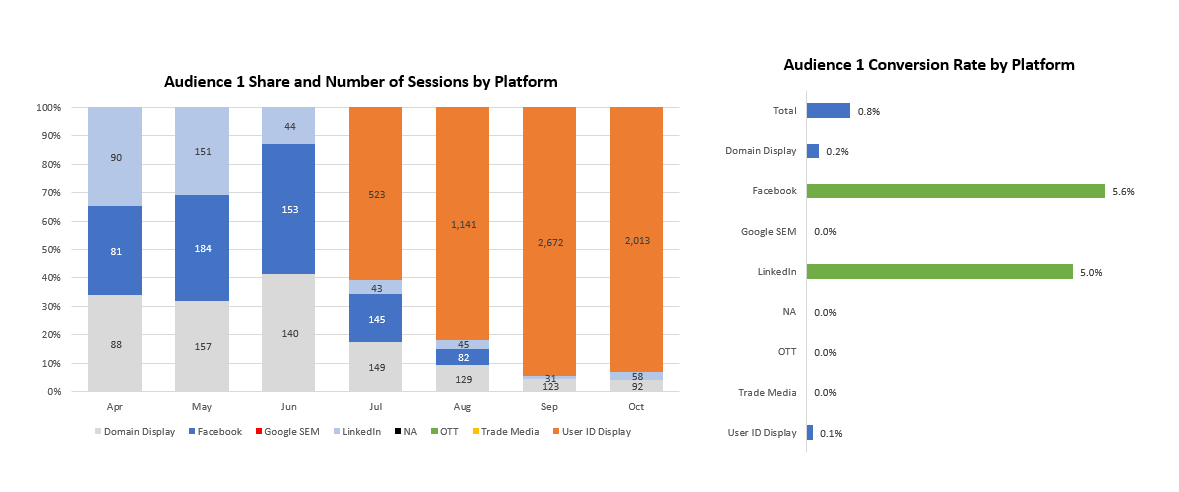 Audience 1 Share and Number of Sessions by Platform
100%
90%
80%
70%
60%
50%
40%
30%
20%
10%
0%
90
81
88
151
184
157
44
153
140
523
43
145
149
1,141
45
82
129
2,672
31
123
2,013
58
92
Apr May Jun Jul Aug Sep Oct
Domain Display Facebook Google SEM LinkedIn NA OTT Trade Media User ID Display
Audience 1 Conversion Rate by Platform
Total 0.8%
Domain Display 0.2%
Facebook 5.6%
Google SEM 0.0%
LinkedIn 5.0%
NA 0.0%
OTT 0.0%
Trade Media 0.0%
User ID Display 0.1%